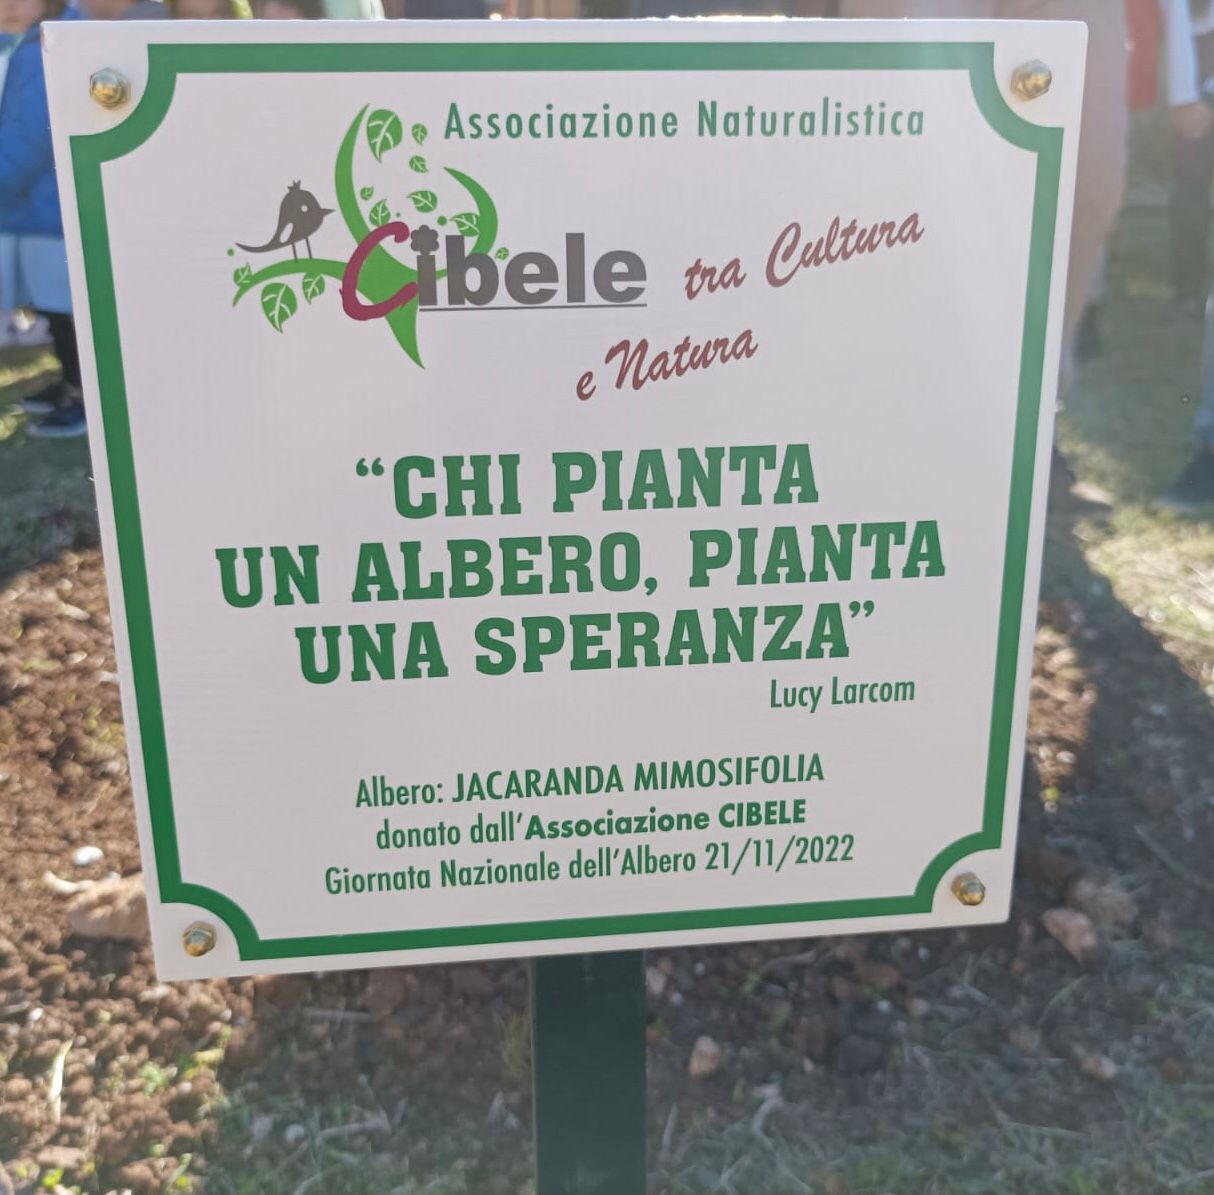 Associazione Naturalistica
Cibele tra Cultura
e Natura
“CHI PIANTA
UN ALBERO, PIANTA
UNA SPERANZA”
Lucy Larcom
Albero: JACARANDA MIMOSIFOLIA
donato dall’Associazione CIBELE
Giornata Nazionale dell’Albero 21/11/2022